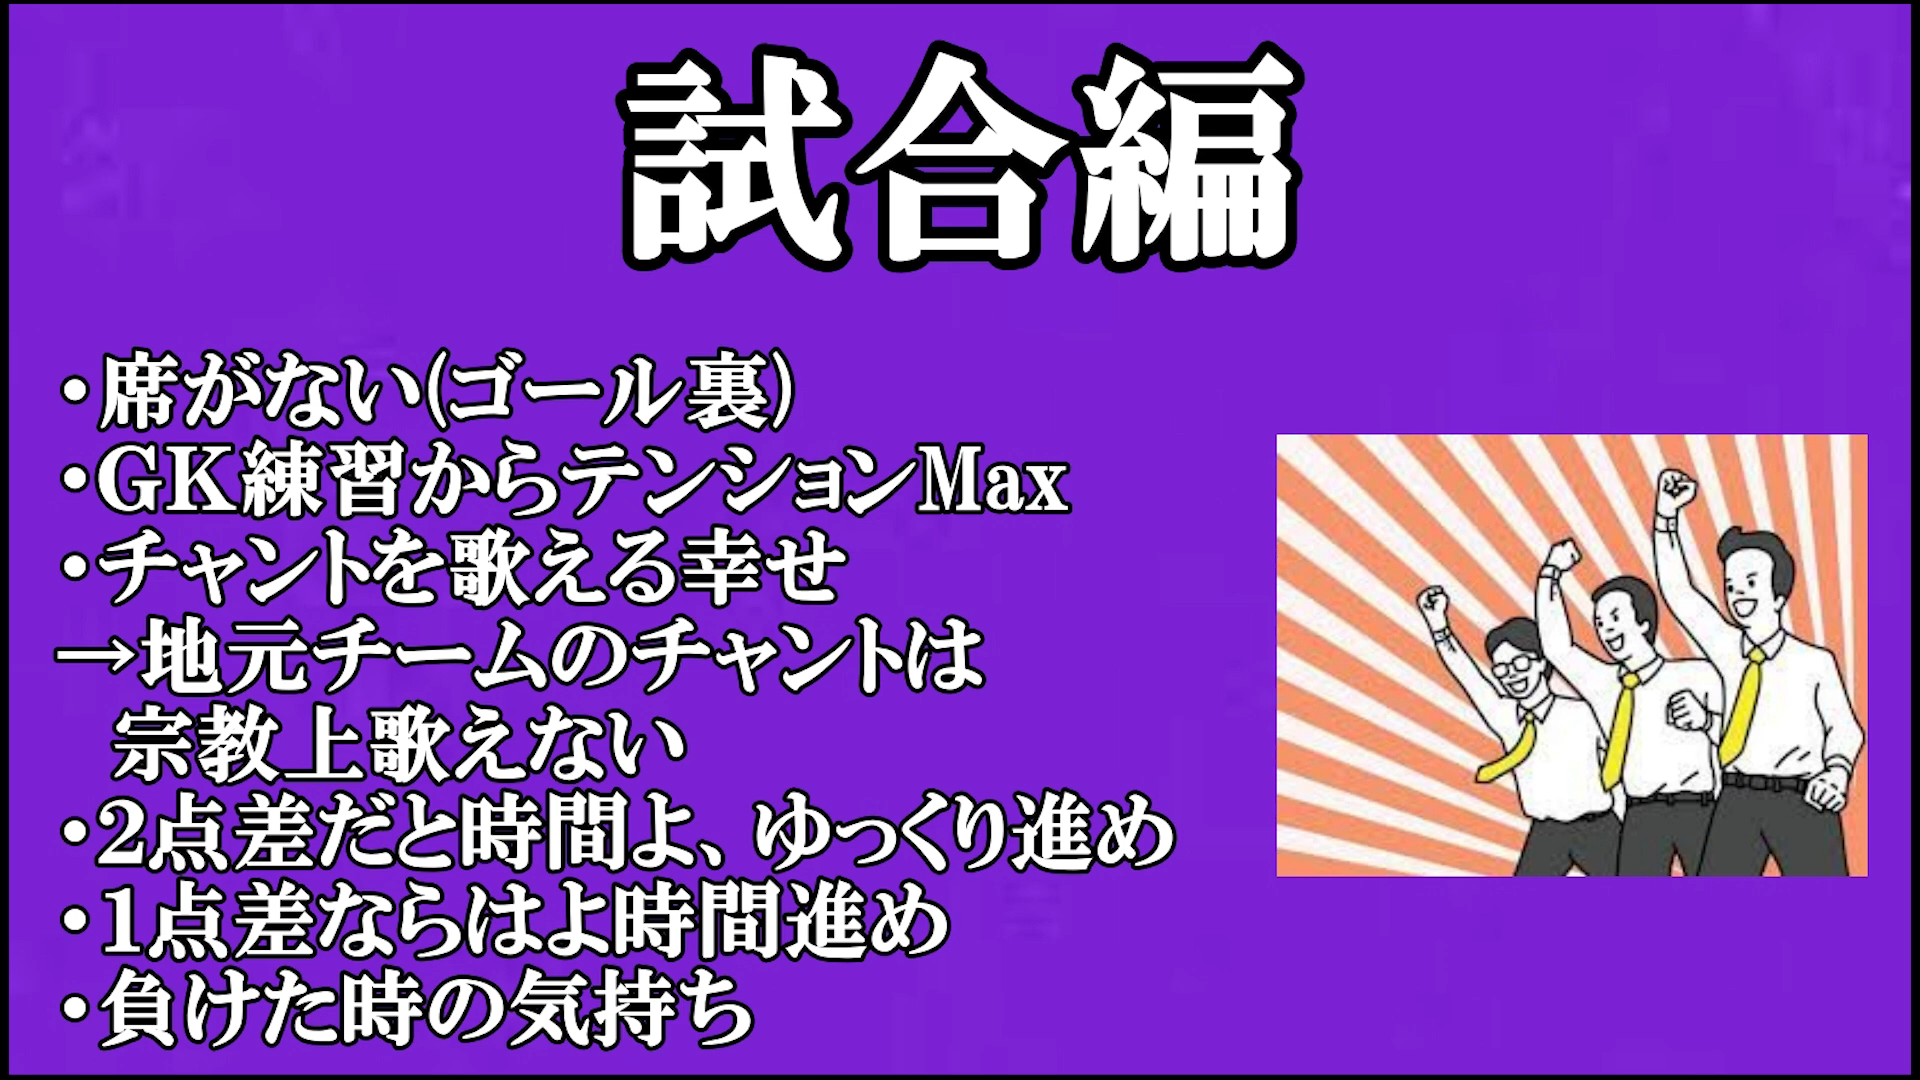 試合編
・席がない(ゴール裏)
・GK練習からテンションMax
・チャントを歌える幸せ
→地元チームのチャントは
宗教上歌えない
・2点差だと時間よ、ゆっくり進め
・1点差ならはよ時間進め
・負けた時の気持ち